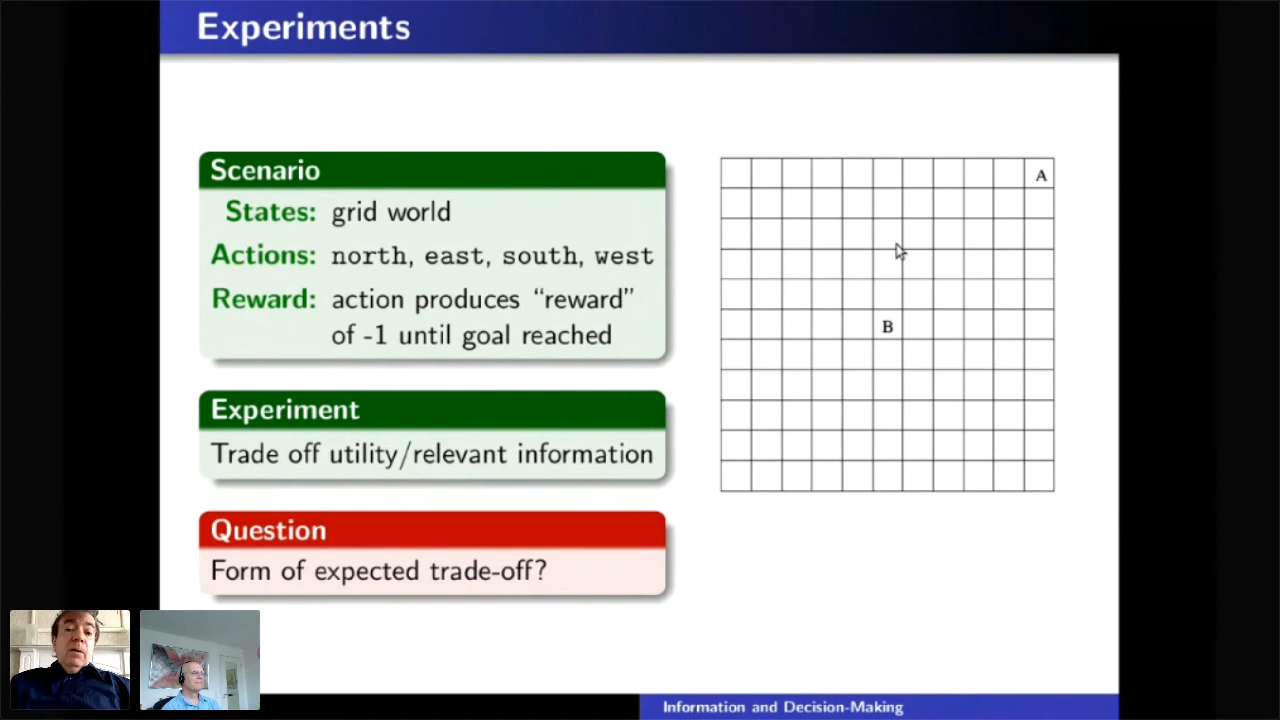 Experiments
Scenario
States: grid world
Actions: north, east, south, west
Reward: action produces “reward”
of -1 until goal reached
Experiment
Trade off utility/relevant information
Question
Form of expected trade-off?
A
B
Information and Decision-Making